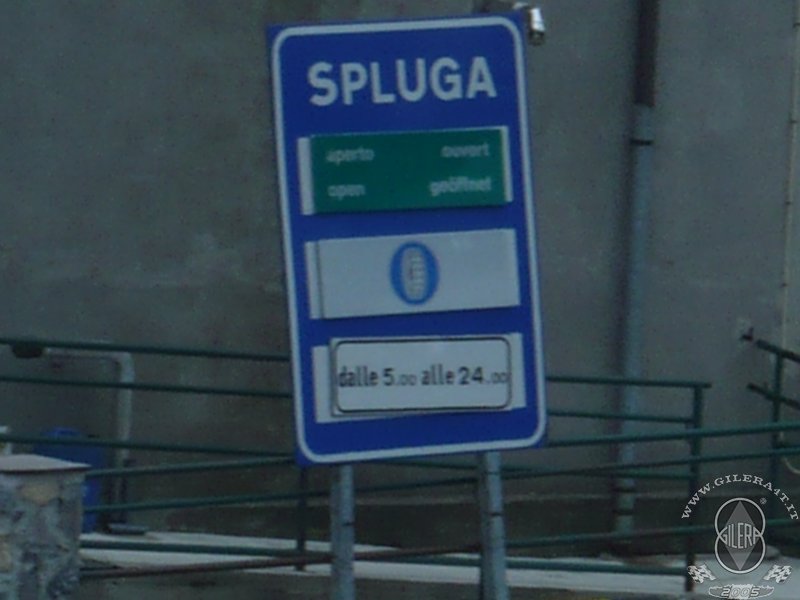 SPLUGA
aperto ouvert
open geöffnet
dalle 5.00 alle 24.00
WWW.GILERA4T.IT
GILERA
2005